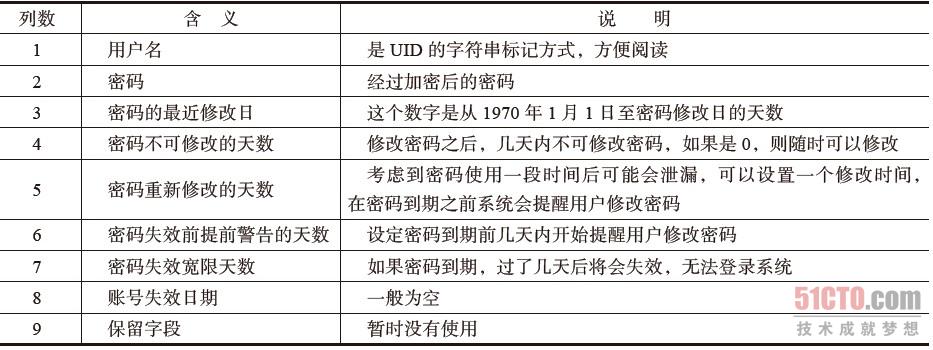 列数 含 义 说 明
1 用户名 是 UID 的字符串标记方式，方便阅读
2 密码 经过加密后的密码
3 密码的最近修改日 这个数字是从 1970 年 1 月 1 日至密码修改日的天数
4 密码不可修改的天数 修改密码之后，几天内不可修改密码，如果是 0，则随时可以修改
5 密码重新修改的天数 考虑到密码使用一段时间后可能会泄漏，可以设置一个修改时间，
在密码到期之前系统会提醒用户修改密码
6 密码失效前提前警告的天数 设定密码到期前几天内开始提醒用户修改密码
7 密码失效宽限天数 如果密码到期，过了几天后将会失效，无法登录系统
8 账号失效日期 一般为空
9 保留字段 暂时没有使用
51CTO.com
技术成就梦想